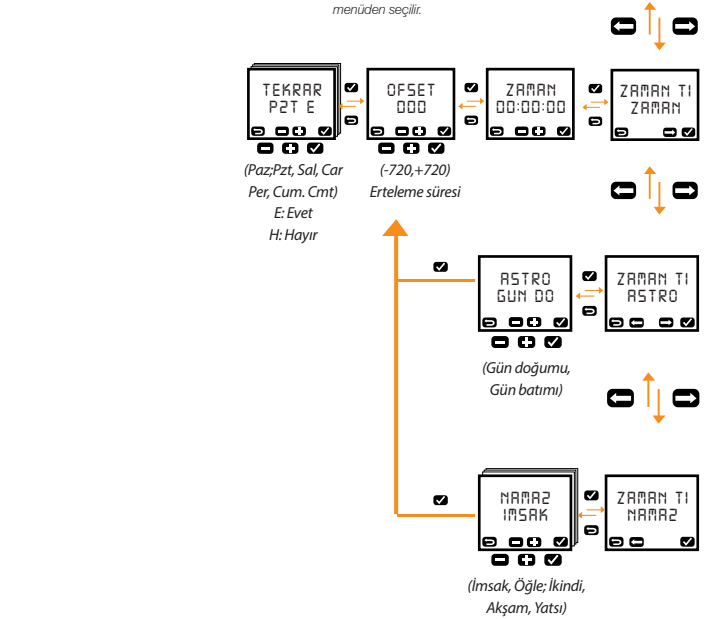 menüden seçilir.
TEKRAR
PZT E
(Paz;Pzt, Sal, Car
Per, Cum. Cmt)
E: Evet
H: Hayır
OFSET
000
(-720,+720)
Erteleme süresi
ZAMAN
00:00:00
ZAMAN TI
ZAMAN
ASTRO
GUN DO
(Gün doğumu,
Gün batımı)
ZAMAN TI
ASTRO
NAMAZ
IMSAK
(İmsak, Öğle; İkindi,
Akşam, Yatsı)
ZAMAN TI
NAMAZ